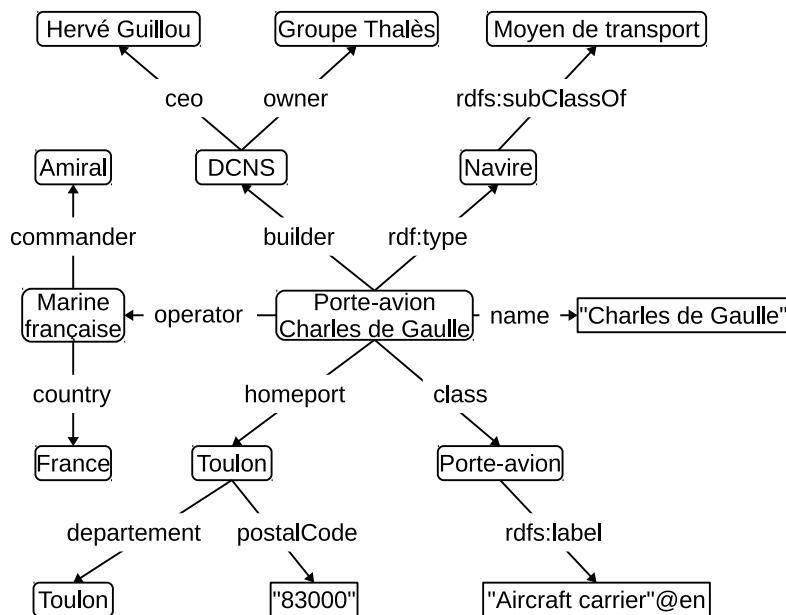 Hervé Guillou
Groupe Thalès
Moyen de transport
ceo
owner
rdfs:subClassOf
Amiral
DCNS
Navire
commander
builder
rdf:type
Marine
française
operator
Porte-avion
Charles de Gaulle
name
"Charles de Gaulle"
country
homeport
class
France
Toulon
Porte-avion
departement
postalCode
rdfs:label
Toulon
"83000"
"Aircraft carrier"@en